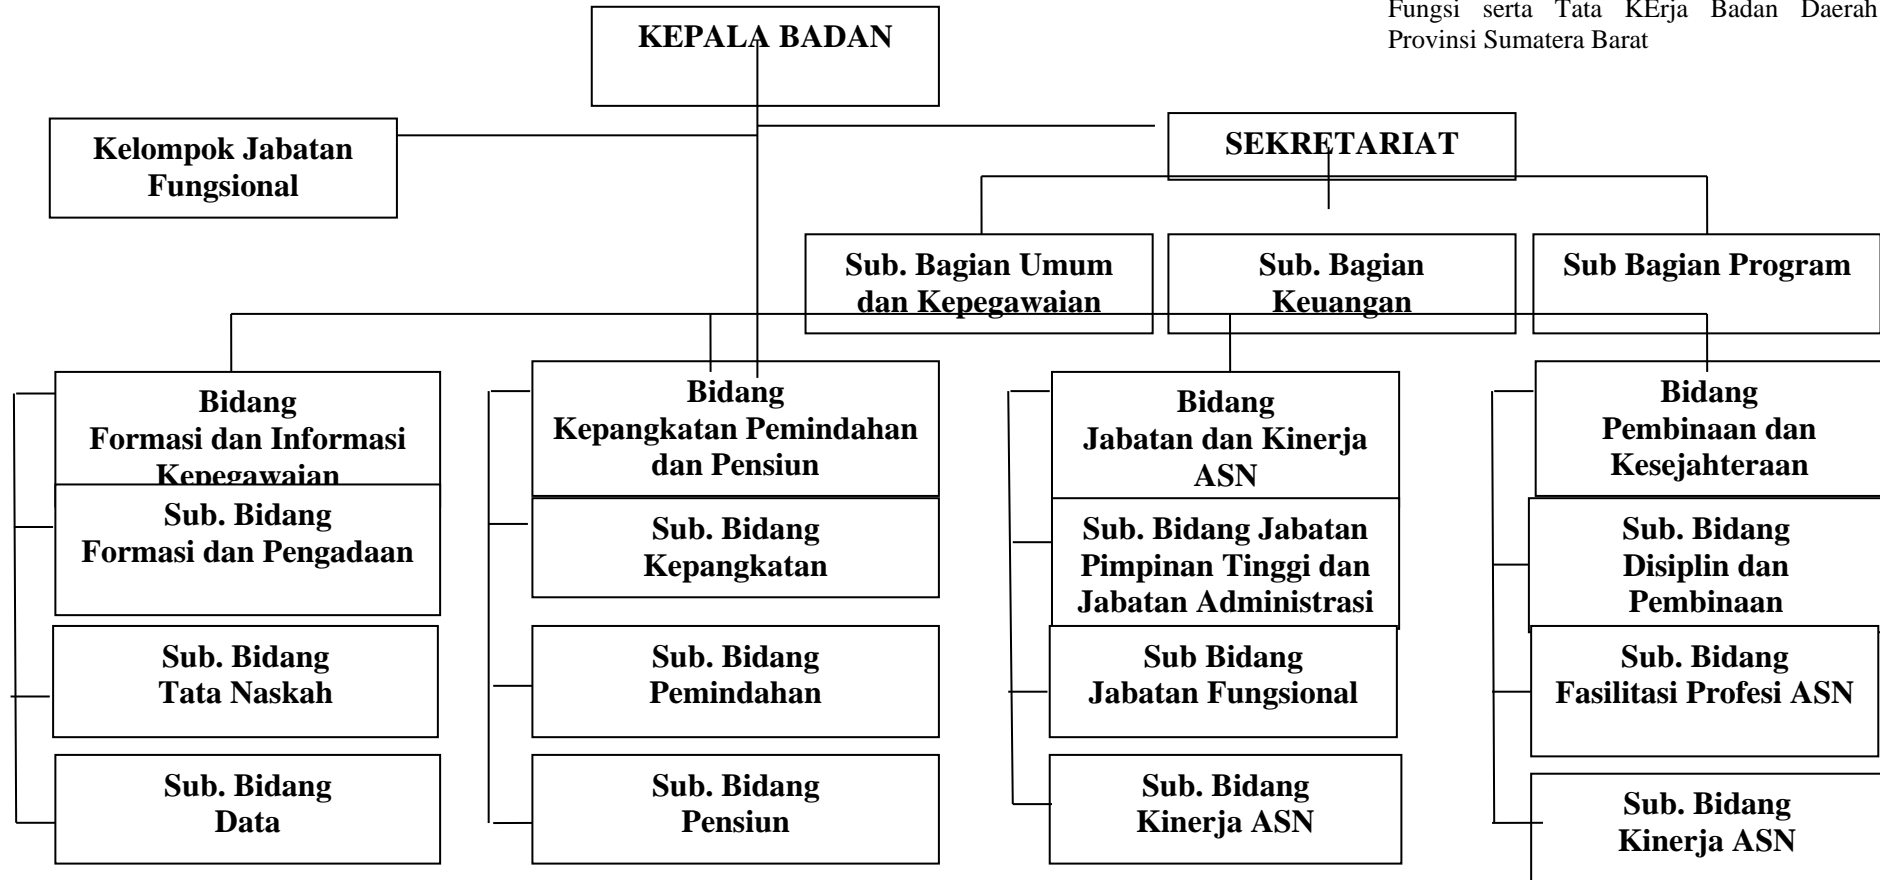 Fungsi serta Tata KErja Badan Daerah
Provinsi Sumatera Barat
KEPALA BADAN
Kelompok Jabatan
Fungsional
SEKRETARIAT
Sub. Bagian Umum
dan Kepegawaian
Sub. Bagian
Keuangan
Sub Bagian Program
Bidang
Formasi dan Informasi
Kepegawaian
Bidang
Kepangkatan Pemindahan
dan Pensiun
Bidang
Jabatan dan Kinerja
ASN
Bidang
Pembinaan dan
Kesejahteraan
Sub. Bidang
Formasi dan Pengadaan
Sub. Bidang
Kepangkatan
Sub. Bidang Jabatan
Pimpinan Tinggi dan
Jabatan Administrasi
Sub. Bidang
Disiplin dan
Pembinaan
Sub. Bidang
Tata Naskah
Sub. Bidang
Pemindahan
Sub Bidang
Jabatan Fungsional
Sub. Bidang
Fasilitasi Profesi ASN
Sub. Bidang
Data
Sub. Bidang
Pensiun
Sub. Bidang
Kinerja ASN
Sub. Bidang
Kinerja ASN